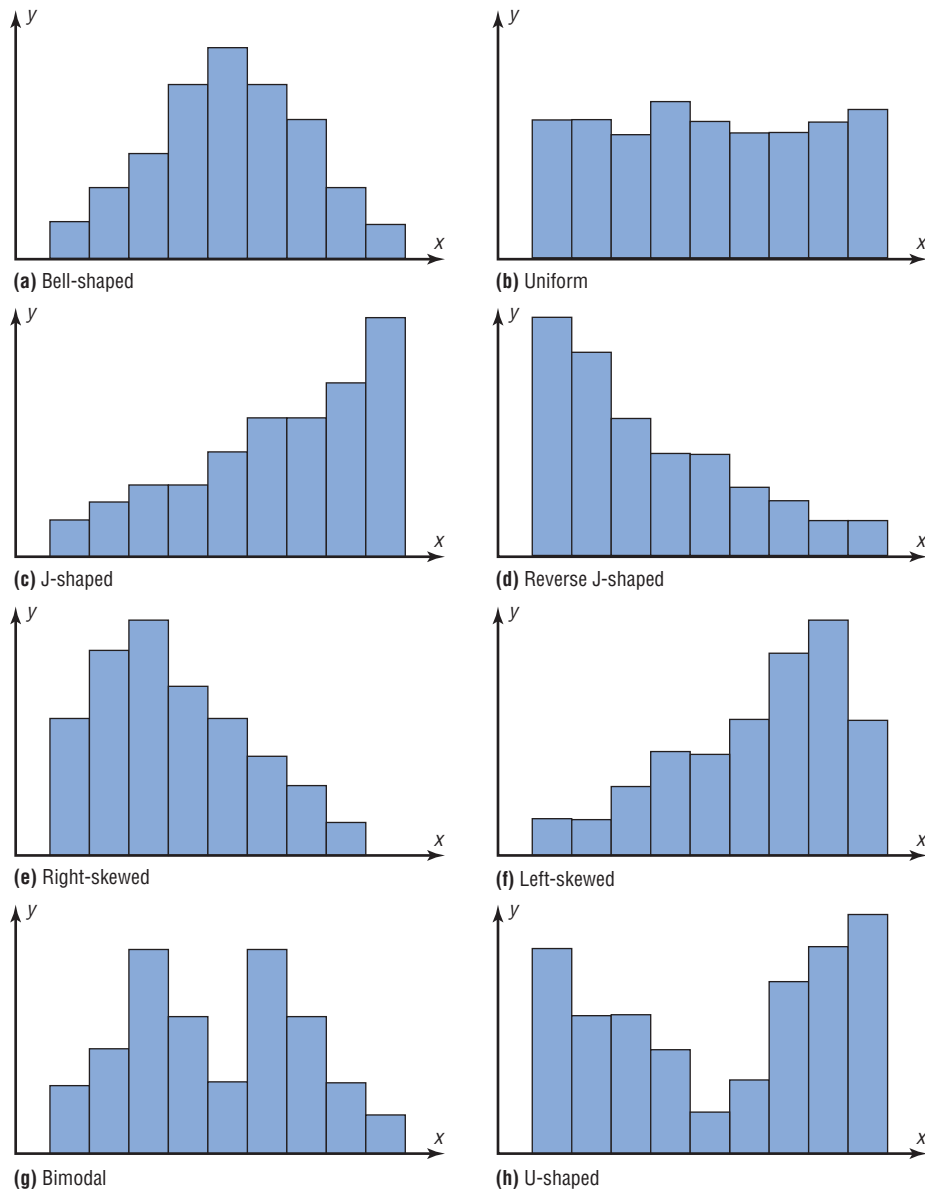 y
y
x
x
(a) Bell-shaped
(b) Uniform
y
y
x
x
(c) J-shaped
(d) Reverse J-shaped
y
y
x
x
(e) Right-skewed
(f) Left-skewed
y
y
x
x
(g) Bimodal
(h) U-shaped